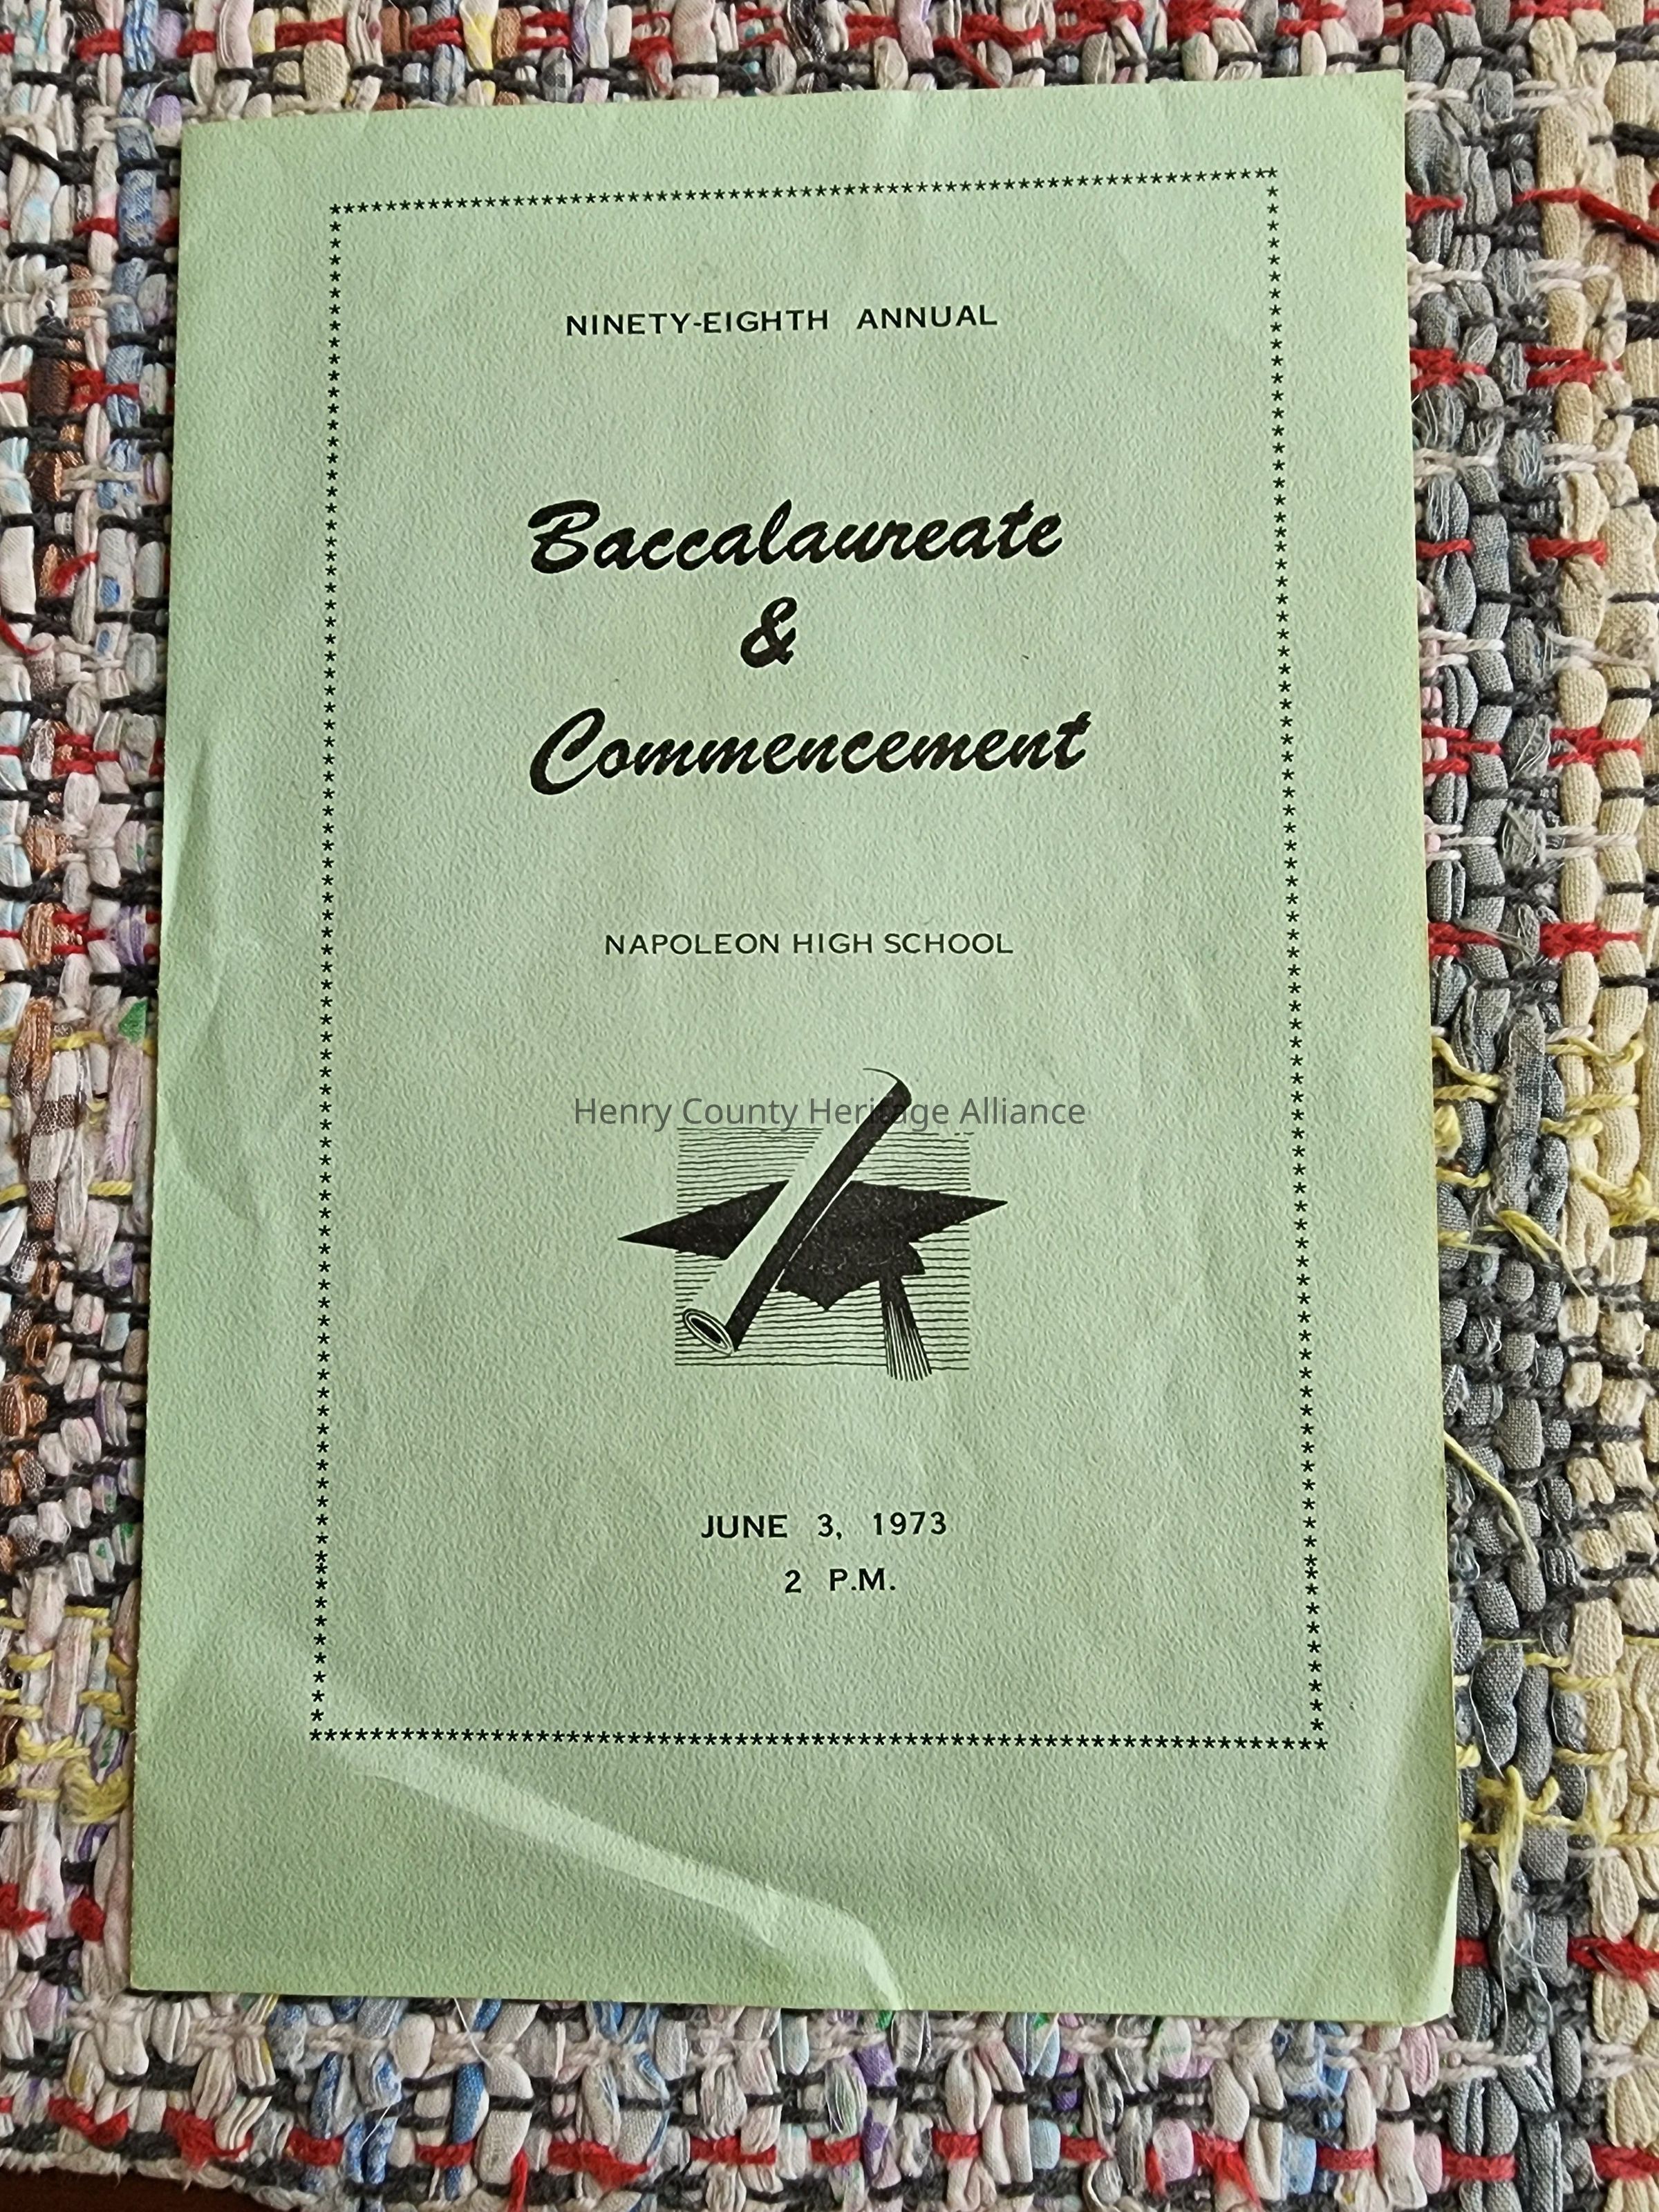 NINETY-EIGHTH ANNUAL
Baccalaureate
&
Commencement
NAPOLEON HIGH SCHOOL
Henry County Heritage Alliance
JUNE 3, 1973
2 P.M.